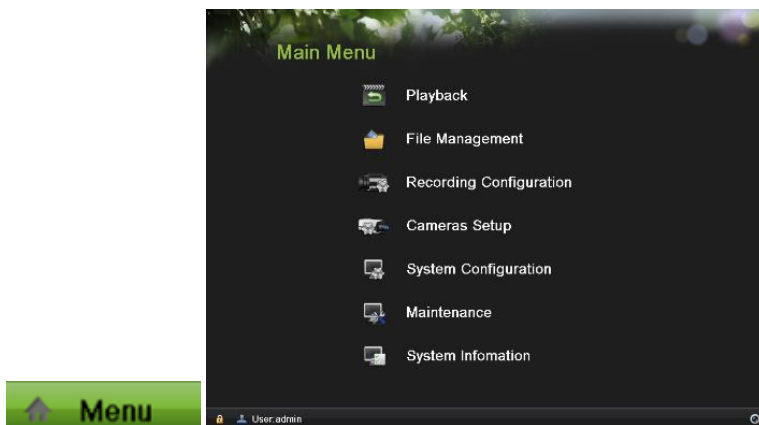 Main Menu
Playback
File Management
Recording Configuration
Cameras Setup
System Configuration
Maintenance
System Infomation
Menu
User:admin